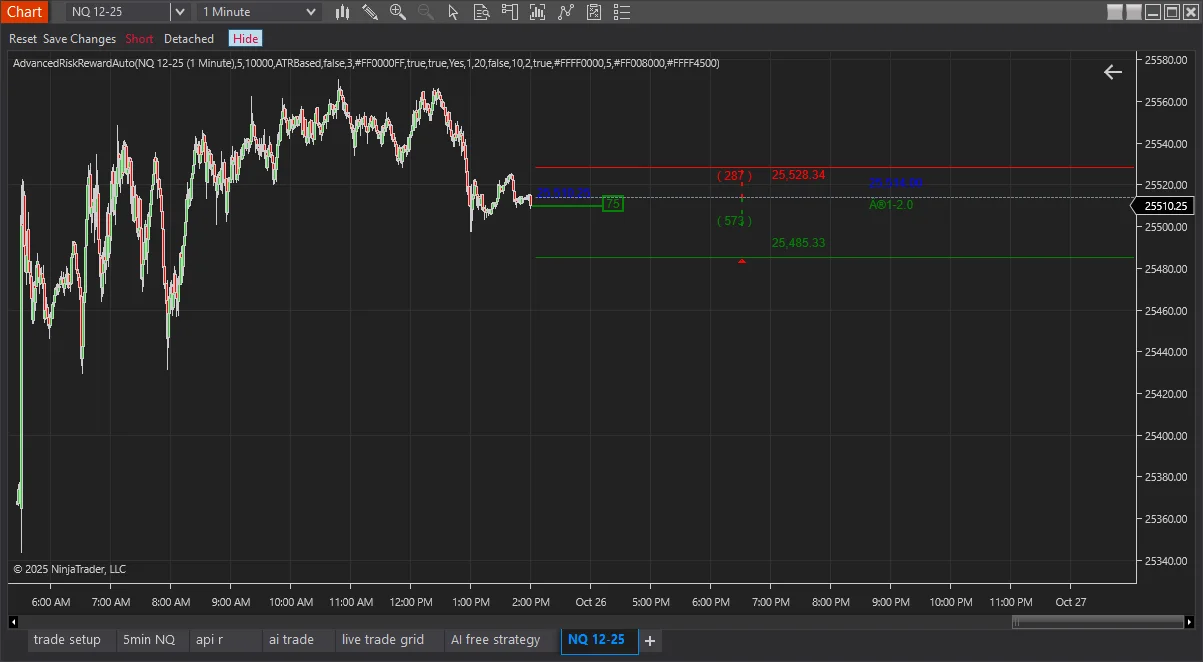 Chart NQ 12-25 1 Minute
Reset Save Changes Short Detached Hide
AdvancedRiskRewardAuto(NQ 12-25 (1 Minute),5,10000,ATRBased,false,3,#FF0000FF,true,true,Yes,1,20,false,10,2,true,#FFFF0000,5,#FF008000,#FFFF4500)
25580.00
25560.00
25540.00
25520.00
25510.25
25500.00
25480.00
25460.00
25440.00
25420.00
25400.00
25380.00
25360.00
25340.00
( 287 ) 25,528.34
75
( 573 )
25,485.33
© 2025 NinjaTrader, LLC
6:00 AM 7:00 AM 8:00 AM 9:00 AM 10:00 AM 11:00 AM 12:00 PM 1:00 PM 2:00 PM Oct 26 5:00 PM 6:00 PM 7:00 PM 8:00 PM 9:00 PM 10:00 PM 11:00 PM Oct 27
trade setup 5min NQ api r ai trade live trade grid AI free strategy NQ 12-25 +